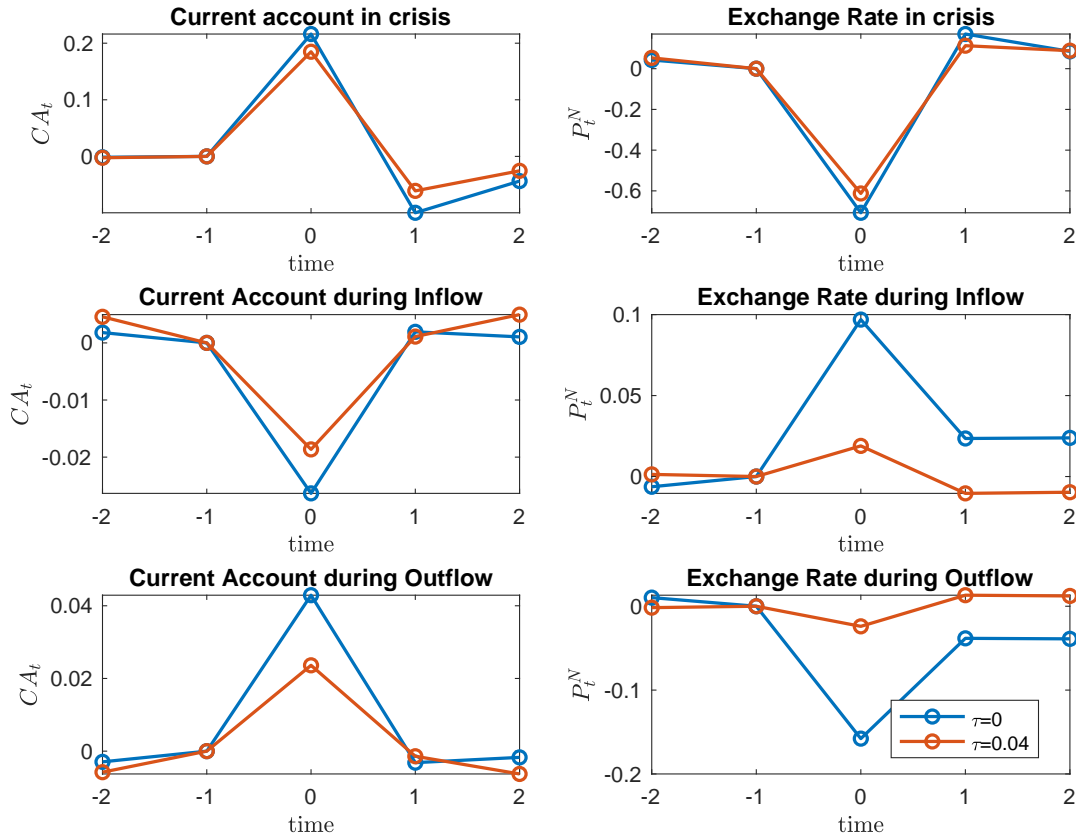 Current account in crisis
CA_t
0.2
0.1
0
-2 -1 0 1 2
time
Exchange Rate in crisis
P_t^N
0
-0.2
-0.4
-0.6
-2 -1 0 1 2
time
Current Account during Inflow
CA_t
0
-0.01
-0.02
-2 -1 0 1 2
time
Exchange Rate during Inflow
P_t^N
0.1
0.05
0
-2 -1 0 1 2
time
Current Account during Outflow
CA_t
0.04
0.02
0
-2 -1 0 1 2
time
Exchange Rate during Outflow
P_t^N
0
-0.1
-0.2
τ=0
τ=0.04
-2 -1 0 1 2
time